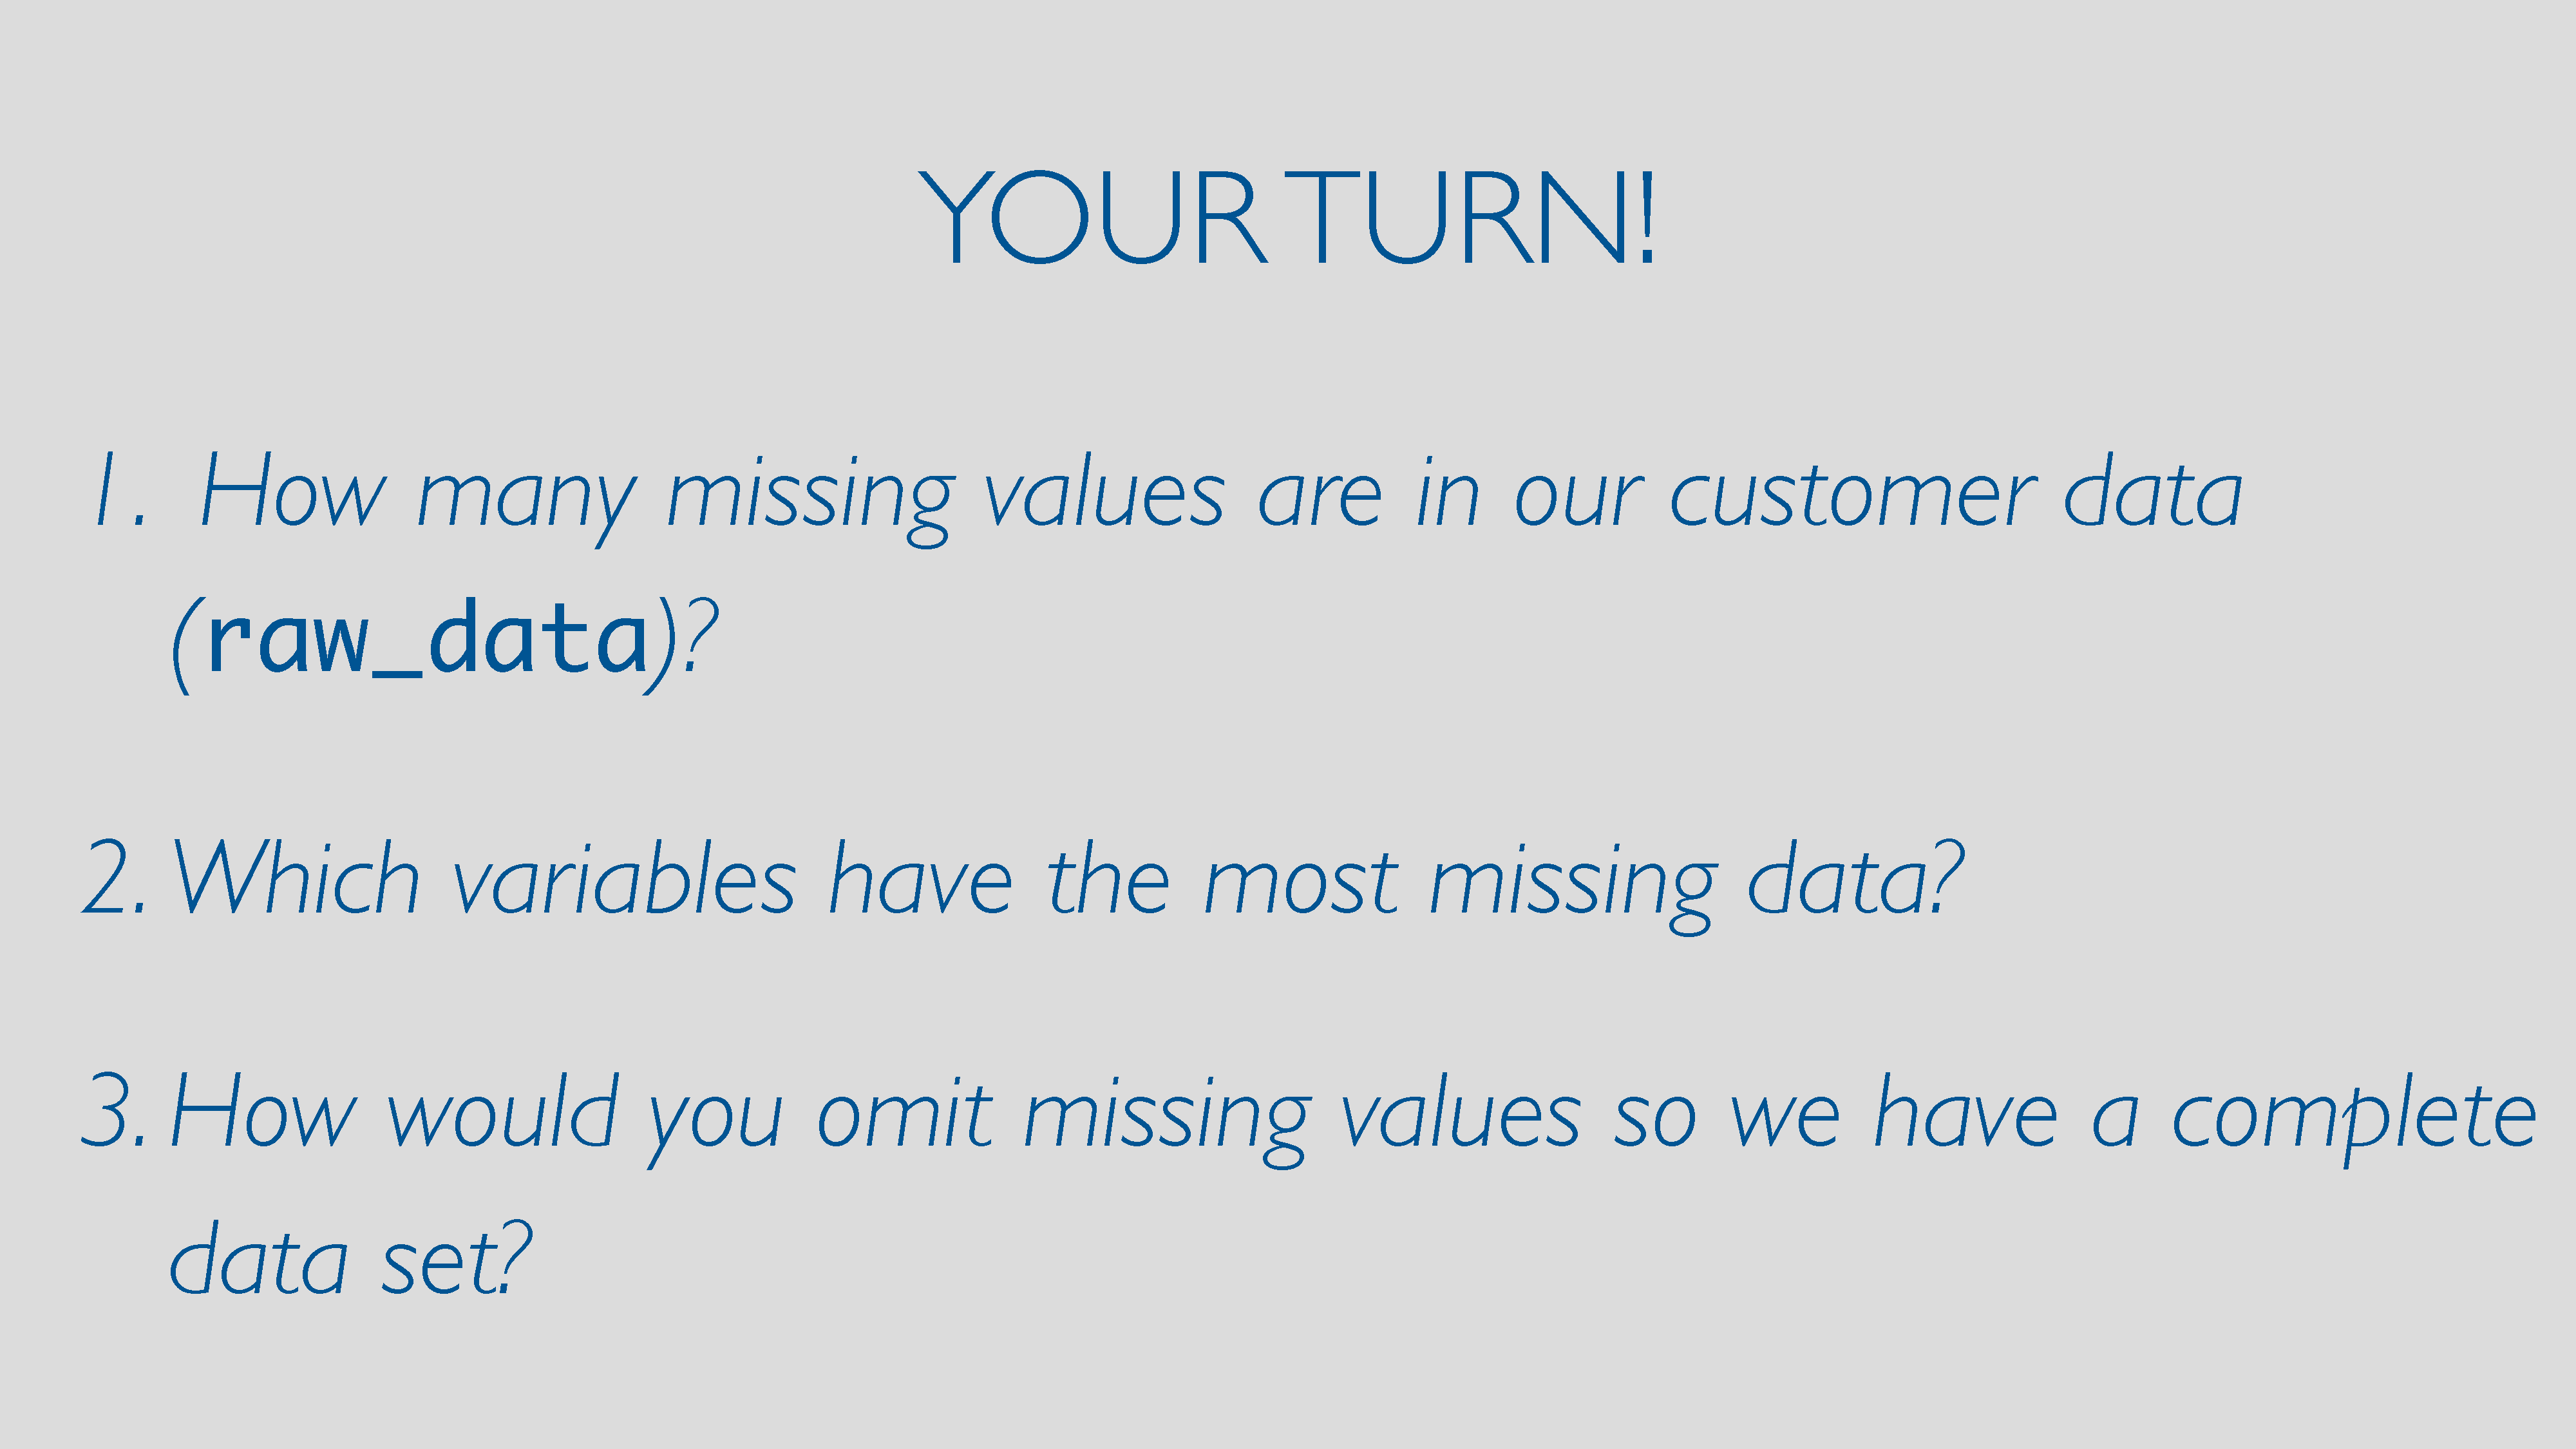 YOUR TURN!
1. How many missing values are in our customer data
(raw_data)?
2. Which variables have the most missing data?
3. How would you omit missing values so we have a complete
data set?